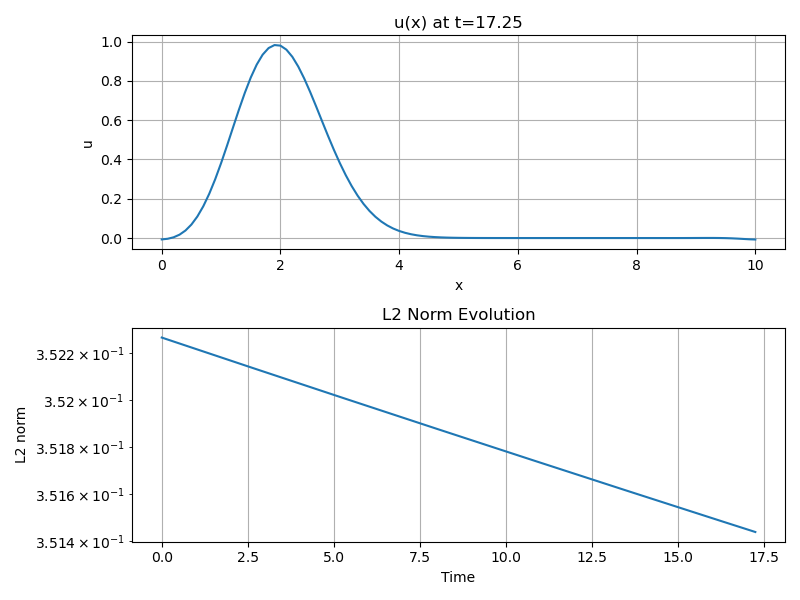 u(x) at t=17.25
1.0
0.8
0.6
0.4
0.2
0.0
u
0 2 4 6 8 10
x
L2 Norm Evolution
3.522 × 10⁻¹
3.52 × 10⁻¹
3.518 × 10⁻¹
3.516 × 10⁻¹
3.514 × 10⁻¹
L2 norm
0.0 2.5 5.0 7.5 10.0 12.5 15.0 17.5
Time